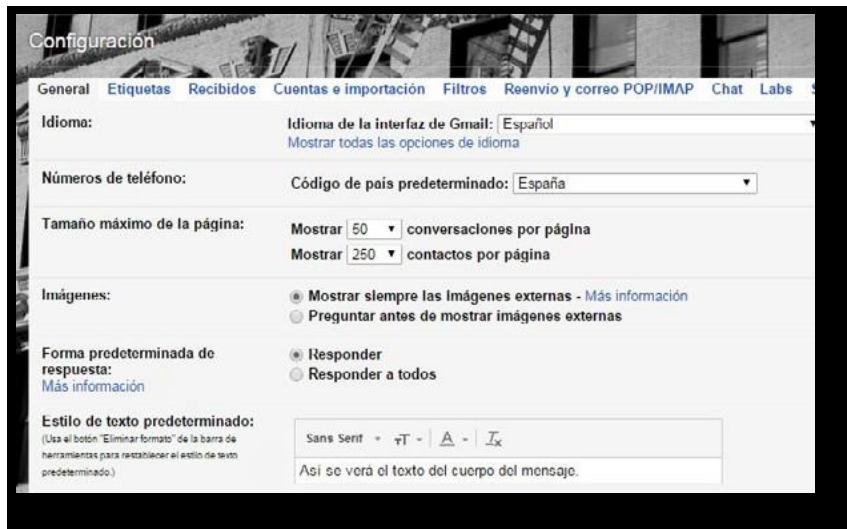 Configuración
General Etiquetas Recibidos Cuentas e importación Filtros Reenvío y correo POP/IMAP Chat Labs
Idioma: Idioma de la interfaz de Gmail: Español
Mostrar todas las opciones de idioma
Números de teléfono: Código de país predeterminado: España
Tamaño máximo de la página: Mostrar 50 conversaciones por página
Mostrar 250 contactos por página
Imágenes: Mostrar siempre las Imágenes externas - Más información
Preguntar antes de mostrar imágenes externas
Forma predeterminada de Responder
respuesta: Responder a todos
Más información
Estilo de texto predeterminado:
(Usa el botón "Eliminar formato" de la barra de Sans Serif TT A Tx
herramientas para restablecer el estilo de texto
predeterminado.) Así se verá el texto del cuerpo del mensaje.